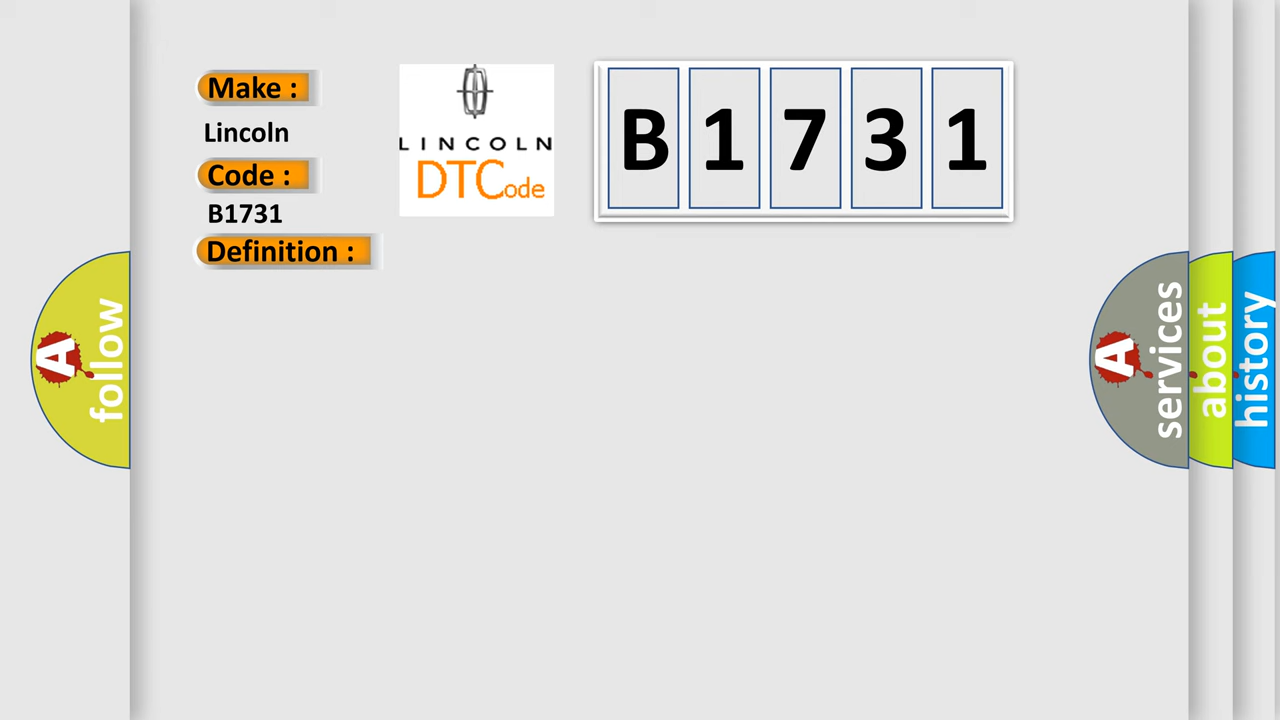 Make :
Lincoln
Code :
B1731
Definition :
LINCOLN
DTCode
B 1 7 3 1
A follow
A services
about
history